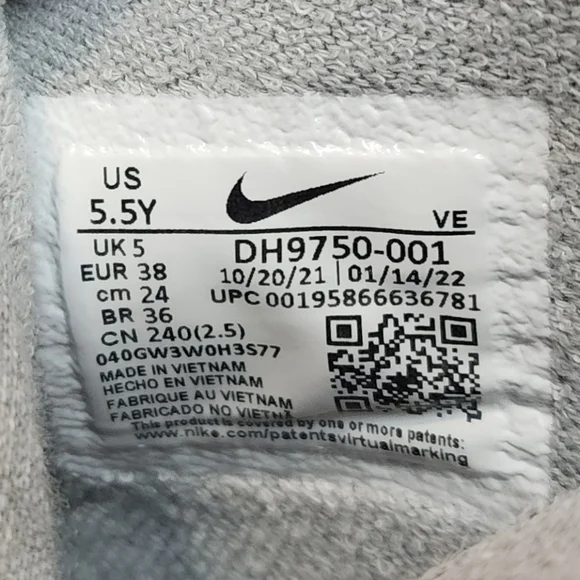 US
5.5Y
VE
UK 5
EUR 38
cm 24
BR 36
CN 240(2.5)
DH9750-001
10/20/21 | 01/14/22
UPC 00195866636781
040GW3W0H3S77
MADE IN VIETNAM
HECHO EN VIETNAM
FABRIQUE AU VIETNAM
FABRICADO NO VIETNA
This product is covered by one or more patents:
www.nike.com/patentsvirtualmarking